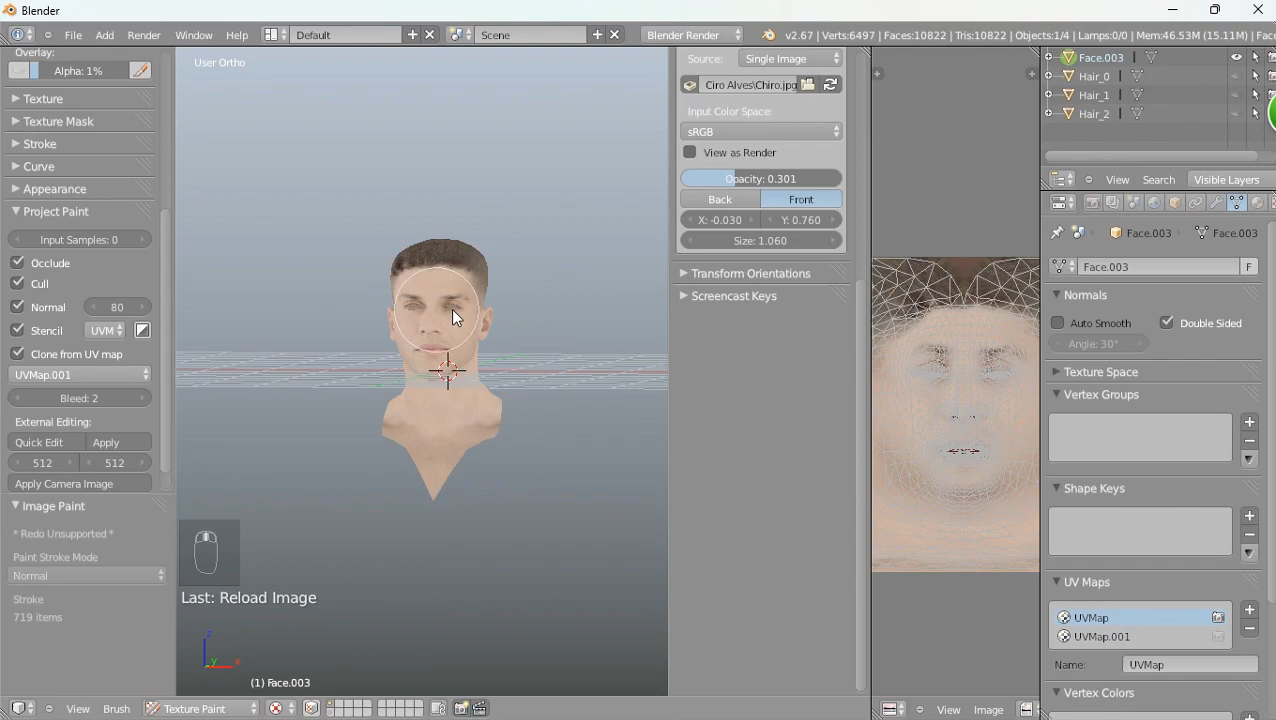 Blender
File Add Render Window Help Default Scene Blender Render v2.67 | Verts:6497 | Faces:10822 | Tris:10822 | Objects:1/4 | Lamps:0/0 | Mem:46.53M (15.11M) | Face
Overlay:
Alpha: 1%
Texture
Texture Mask
Stroke
Curve
Appearance
Project Paint
Input Samples: 0
Occlude
Cull
Normal 80
Stencil UVM
Clone from UV map
UVMap.001
Bleed: 2
External Editing:
Quick Edit Apply
512 512
Apply Camera Image
Image Paint
* Redo Unsupported *
Paint Stroke Mode
Normal
Stroke
719 items
User Ortho
Last: Reload Image
z
y x
(1) Face.003
View Brush Texture Paint
Source: Single Image
Ciro Alves\Chiro.jpg
Input Color Space:
sRGB
View as Render
Opacity: 0.301
Back Front
X: -0.030 Y: 0.760
Size: 1.060
Transform Orientations
Screencast Keys
View Image
Face.003
Hair_0
Hair_1
Hair_2
View Search Visible Layers
Face.003 Face.003
Face.003 F
Normals
Auto Smooth Double Sided
Angle: 30°
Texture Space
Vertex Groups
Shape Keys
UV Maps
UVMap
UVMap.001
Name: UVMap
Vertex Colors